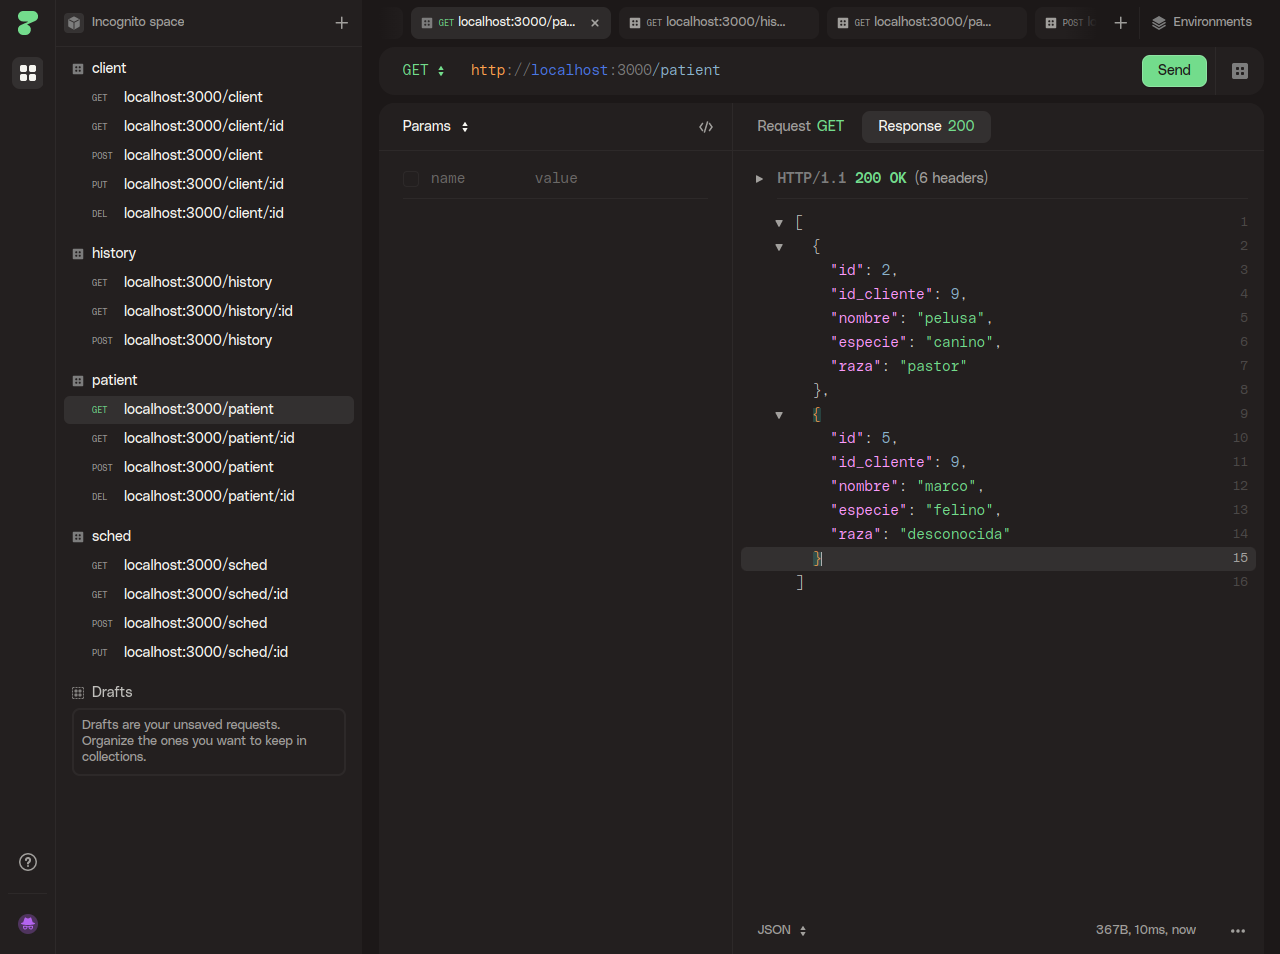 Incognito space
client
GET localhost:3000/client
GET localhost:3000/client/:id
POST localhost:3000/client
PUT localhost:3000/client/:id
DEL localhost:3000/client/:id
history
GET localhost:3000/history
GET localhost:3000/history/:id
POST localhost:3000/history
patient
GET localhost:3000/patient
GET localhost:3000/patient/:id
POST localhost:3000/patient
DEL localhost:3000/patient/:id
sched
GET localhost:3000/sched
GET localhost:3000/sched/:id
POST localhost:3000/sched
PUT localhost:3000/sched/:id
Drafts
Drafts are your unsaved requests.
Organize the ones you want to keep in
collections.
GET localhost:3000/pa... GET localhost:3000/his... GET localhost:3000/pa... POST Environments
GET http://localhost:3000/patient Send
Params
name value
Request GET Response 200
HTTP/1.1 200 OK (6 headers)
[ 1
{ 2
"id": 2, 3
"id_cliente": 9, 4
"nombre": "pelusa", 5
"especie": "canino", 6
"raza": "pastor" 7
}, 8
{ 9
"id": 5, 10
"id_cliente": 9, 11
"nombre": "marco", 12
"especie": "felino", 13
"raza": "desconocida" 14
} 15
] 16
JSON 367B, 10ms, now